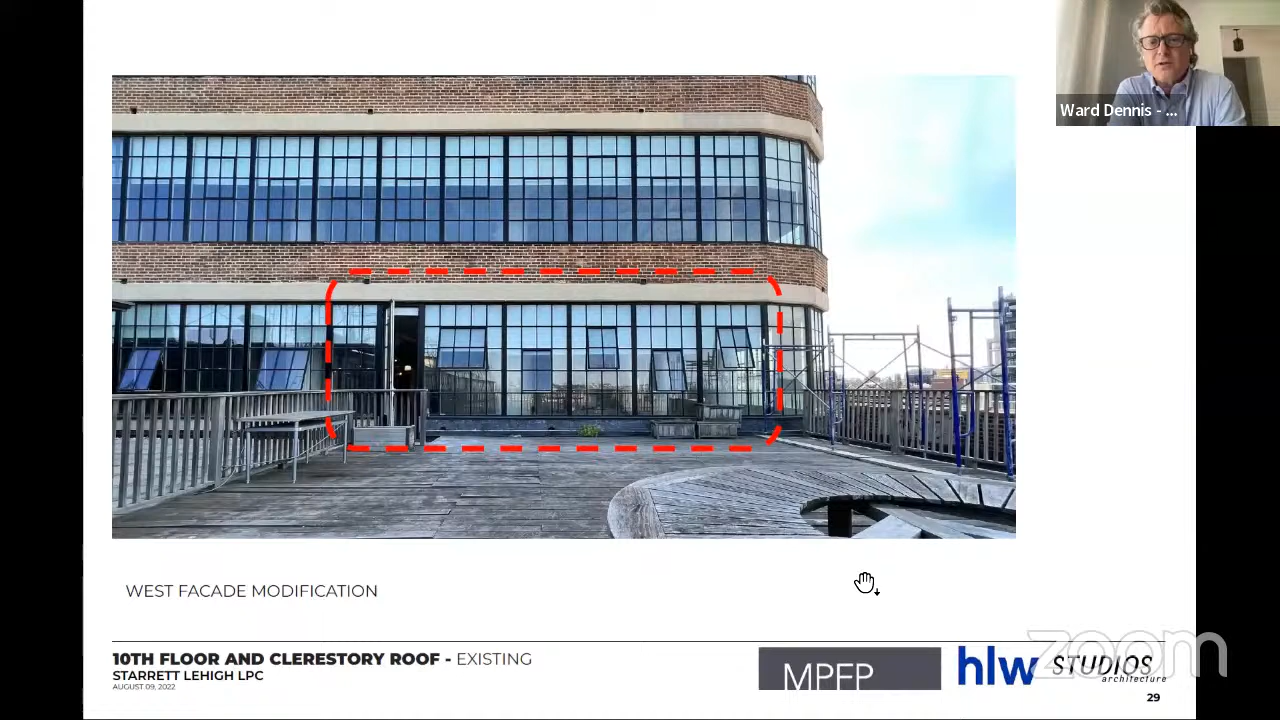 Ward Dennis - ...
WEST FACADE MODIFICATION
10TH FLOOR AND CLERESTORY ROOF - EXISTING
STARRETT LEHIGH LPC
AUGUST 09, 2022
MPFP
hlw
STUDIOS
architecture
zoom
29